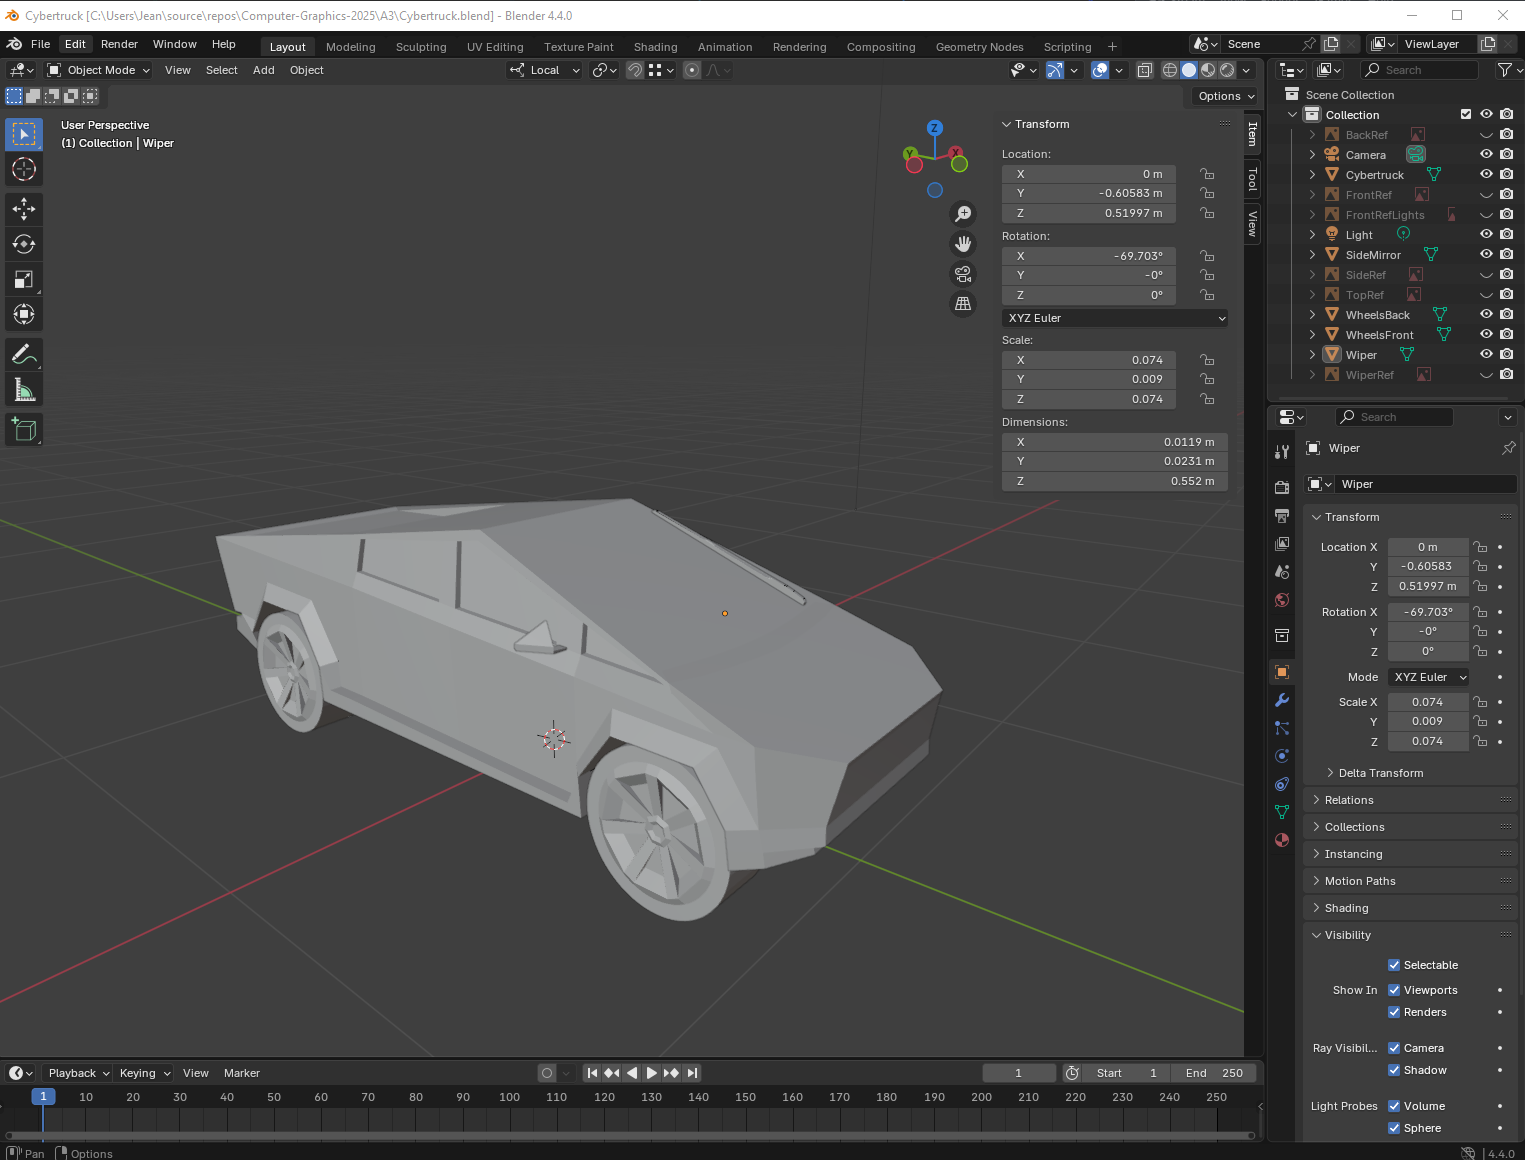 Cybertruck [C:\Users\Jean\source\repos\Computer-Graphics-2025\A3\Cybertruck.blend] - Blender 4.4.0
File Edit Render Window Help Layout Modeling Sculpting UV Editing Texture Paint Shading Animation Rendering Compositing Geometry Nodes Scripting + Scene ViewLayer
Object Mode View Select Add Object Local Search
Options
User Perspective
(1) Collection | Wiper
Z
Y
X
Transform
Location:
X 0 m
Y -0.60583 m
Z 0.51997 m
Rotation:
X -69.703°
Y -0°
Z 0°
XYZ Euler
Scale:
X 0.074
Y 0.009
Z 0.074
Dimensions:
X 0.0119 m
Y 0.0231 m
Z 0.552 m
Item
Tool
View
Scene Collection
Collection
BackRef
Camera
Cybertruck
FrontRef
FrontRefLights
Light
SideMirror
SideRef
TopRef
WheelsBack
WheelsFront
Wiper
WiperRef
Search
Wiper
Wiper
Transform
Location X 0 m
Y -0.60583
Z 0.51997 m
Rotation X -69.703°
Y -0°
Z 0°
Mode XYZ Euler
Scale X 0.074
Y 0.009
Z 0.074
Delta Transform
Relations
Collections
Instancing
Motion Paths
Shading
Visibility
Selectable
Show In Viewports
Renders
Ray Visibil... Camera
Shadow
Light Probes Volume
Sphere
Playback Keying View Marker 1 Start 1 End 250
1 10 20 30 40 50 60 70 80 90 100 110 120 130 140 150 160 170 180 190 200 210 220 230 240 250
Pan Options 4.4.0